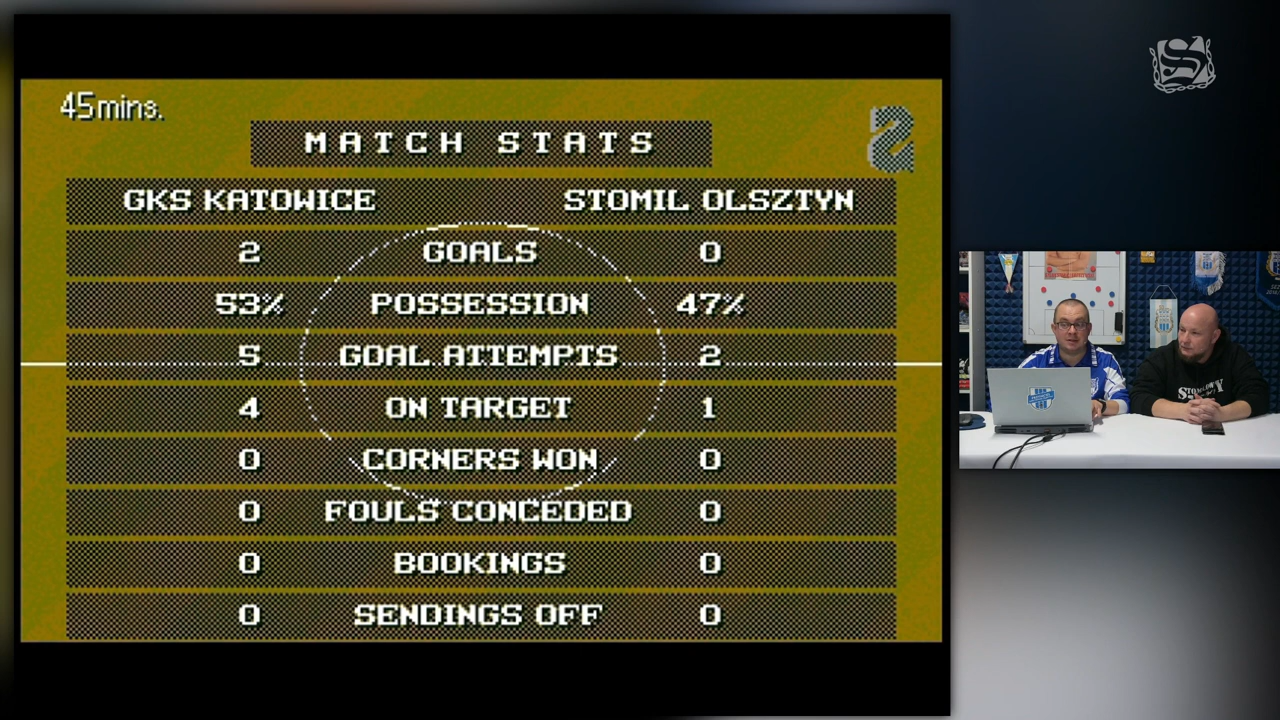 45mins.
MATCH STATS
GKS KATOWICE STOMIL OLSZTYN
2 GOALS 0
53% POSSESSION 47%
5 GOAL ATTEMPTS 2
4 ON TARGET 1
0 CORNERS WON 0
0 FOULS CONCEDED 0
0 BOOKINGS 0
0 SENDINGS OFF 0